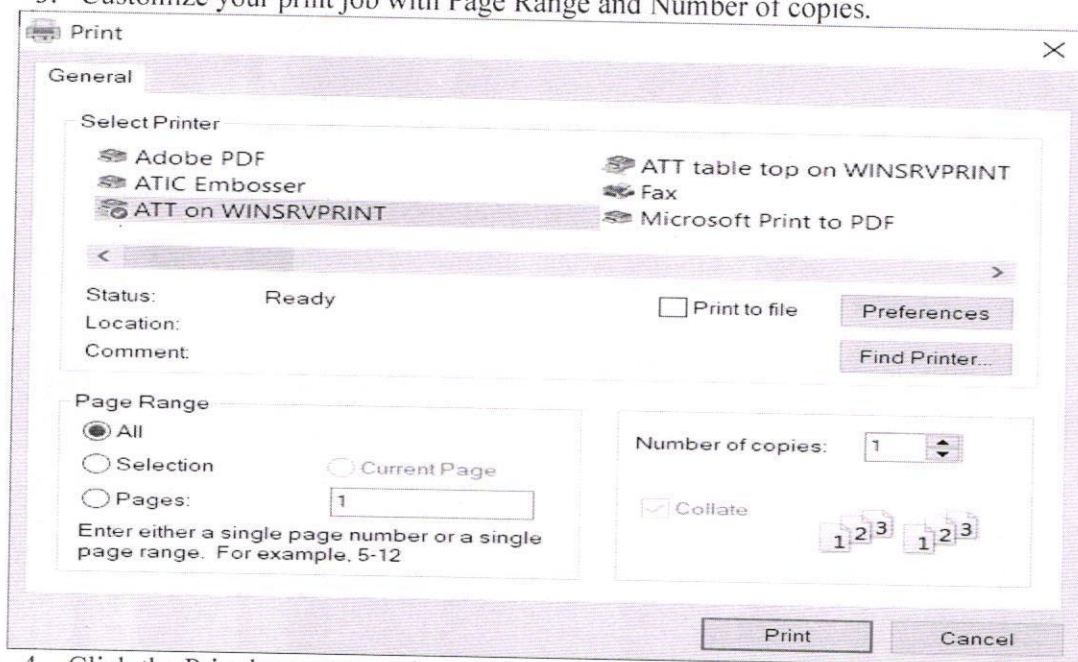 3. Customize your print job with Page Range and Number of copies.
Print
General
Select Printer
Adobe PDF
ATIC Embosser
ATT on WINSRVPRINT
ATT table top on WINSRVPRINT
Fax
Microsoft Print to PDF
Status: Ready
Location:
Comment:
Print to file
Preferences
Find Printer...
Page Range
All
Selection
Current Page
Pages: 1
Enter either a single page number or a single
page range. For example, 5-12
Number of copies: 1
Collate
1 2 3 1 2 3
Print Cancel
4. Click the